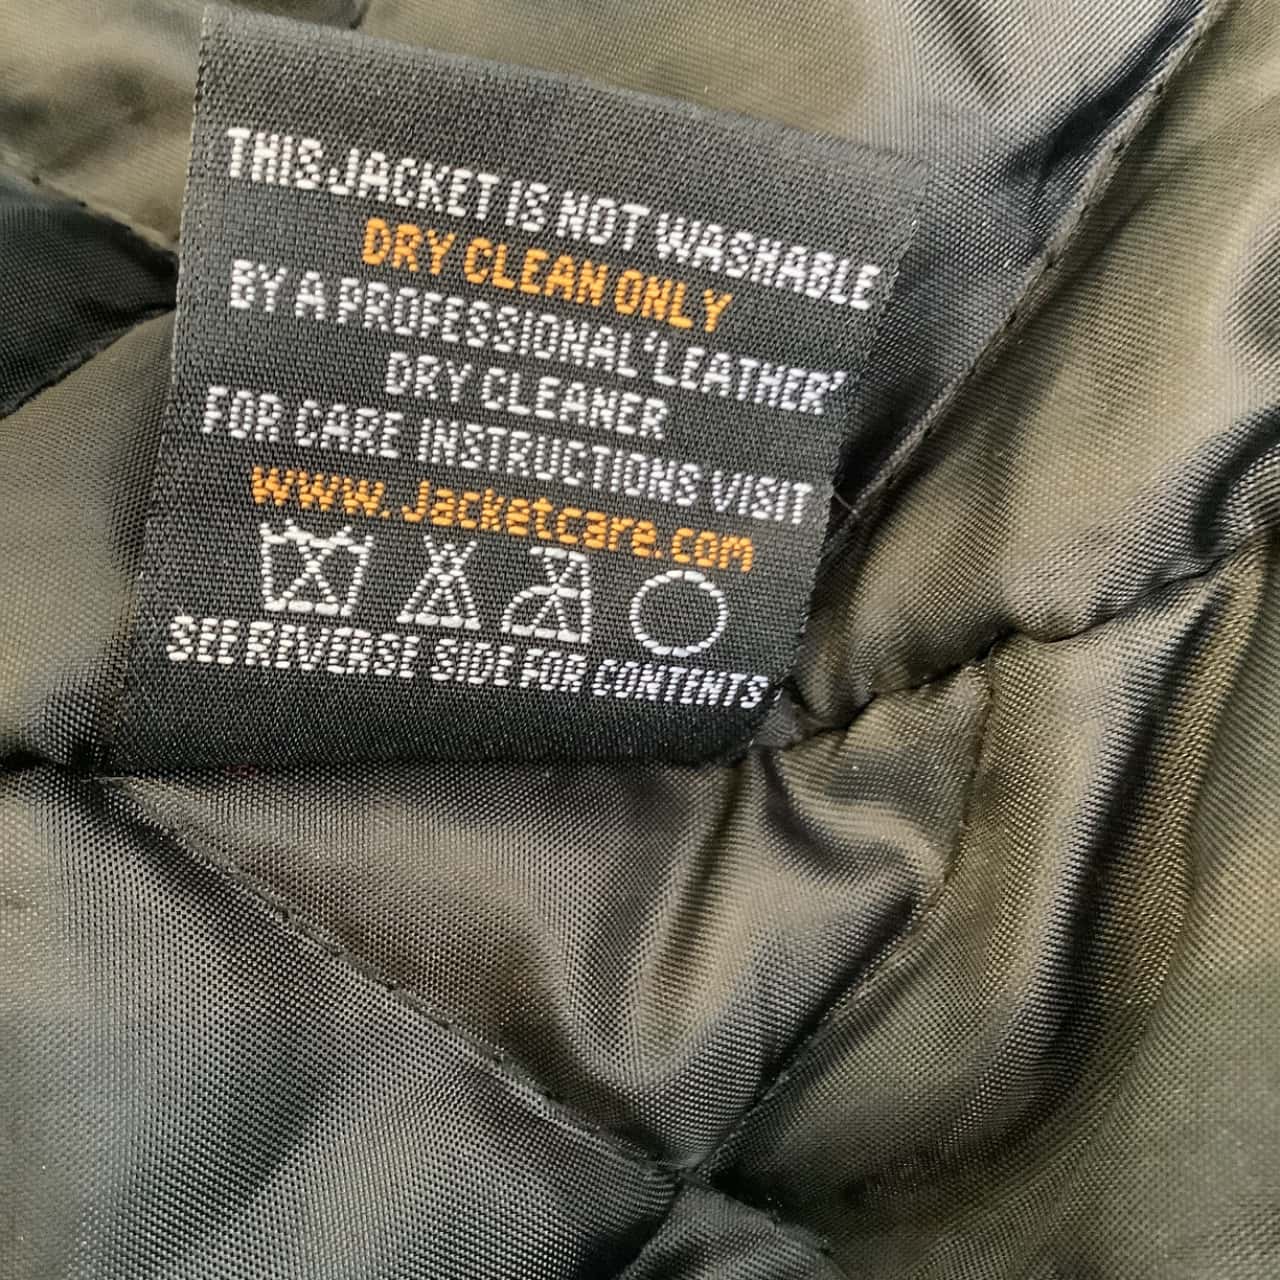 THIS JACKET IS NOT WASHABLE
DRY CLEAN ONLY
BY A PROFESSIONAL 'LEATHER'
DRY CLEANER
FOR CARE INSTRUCTIONS VISIT
www.Jacketcare.com
SEE REVERSE SIDE FOR CONTENTS